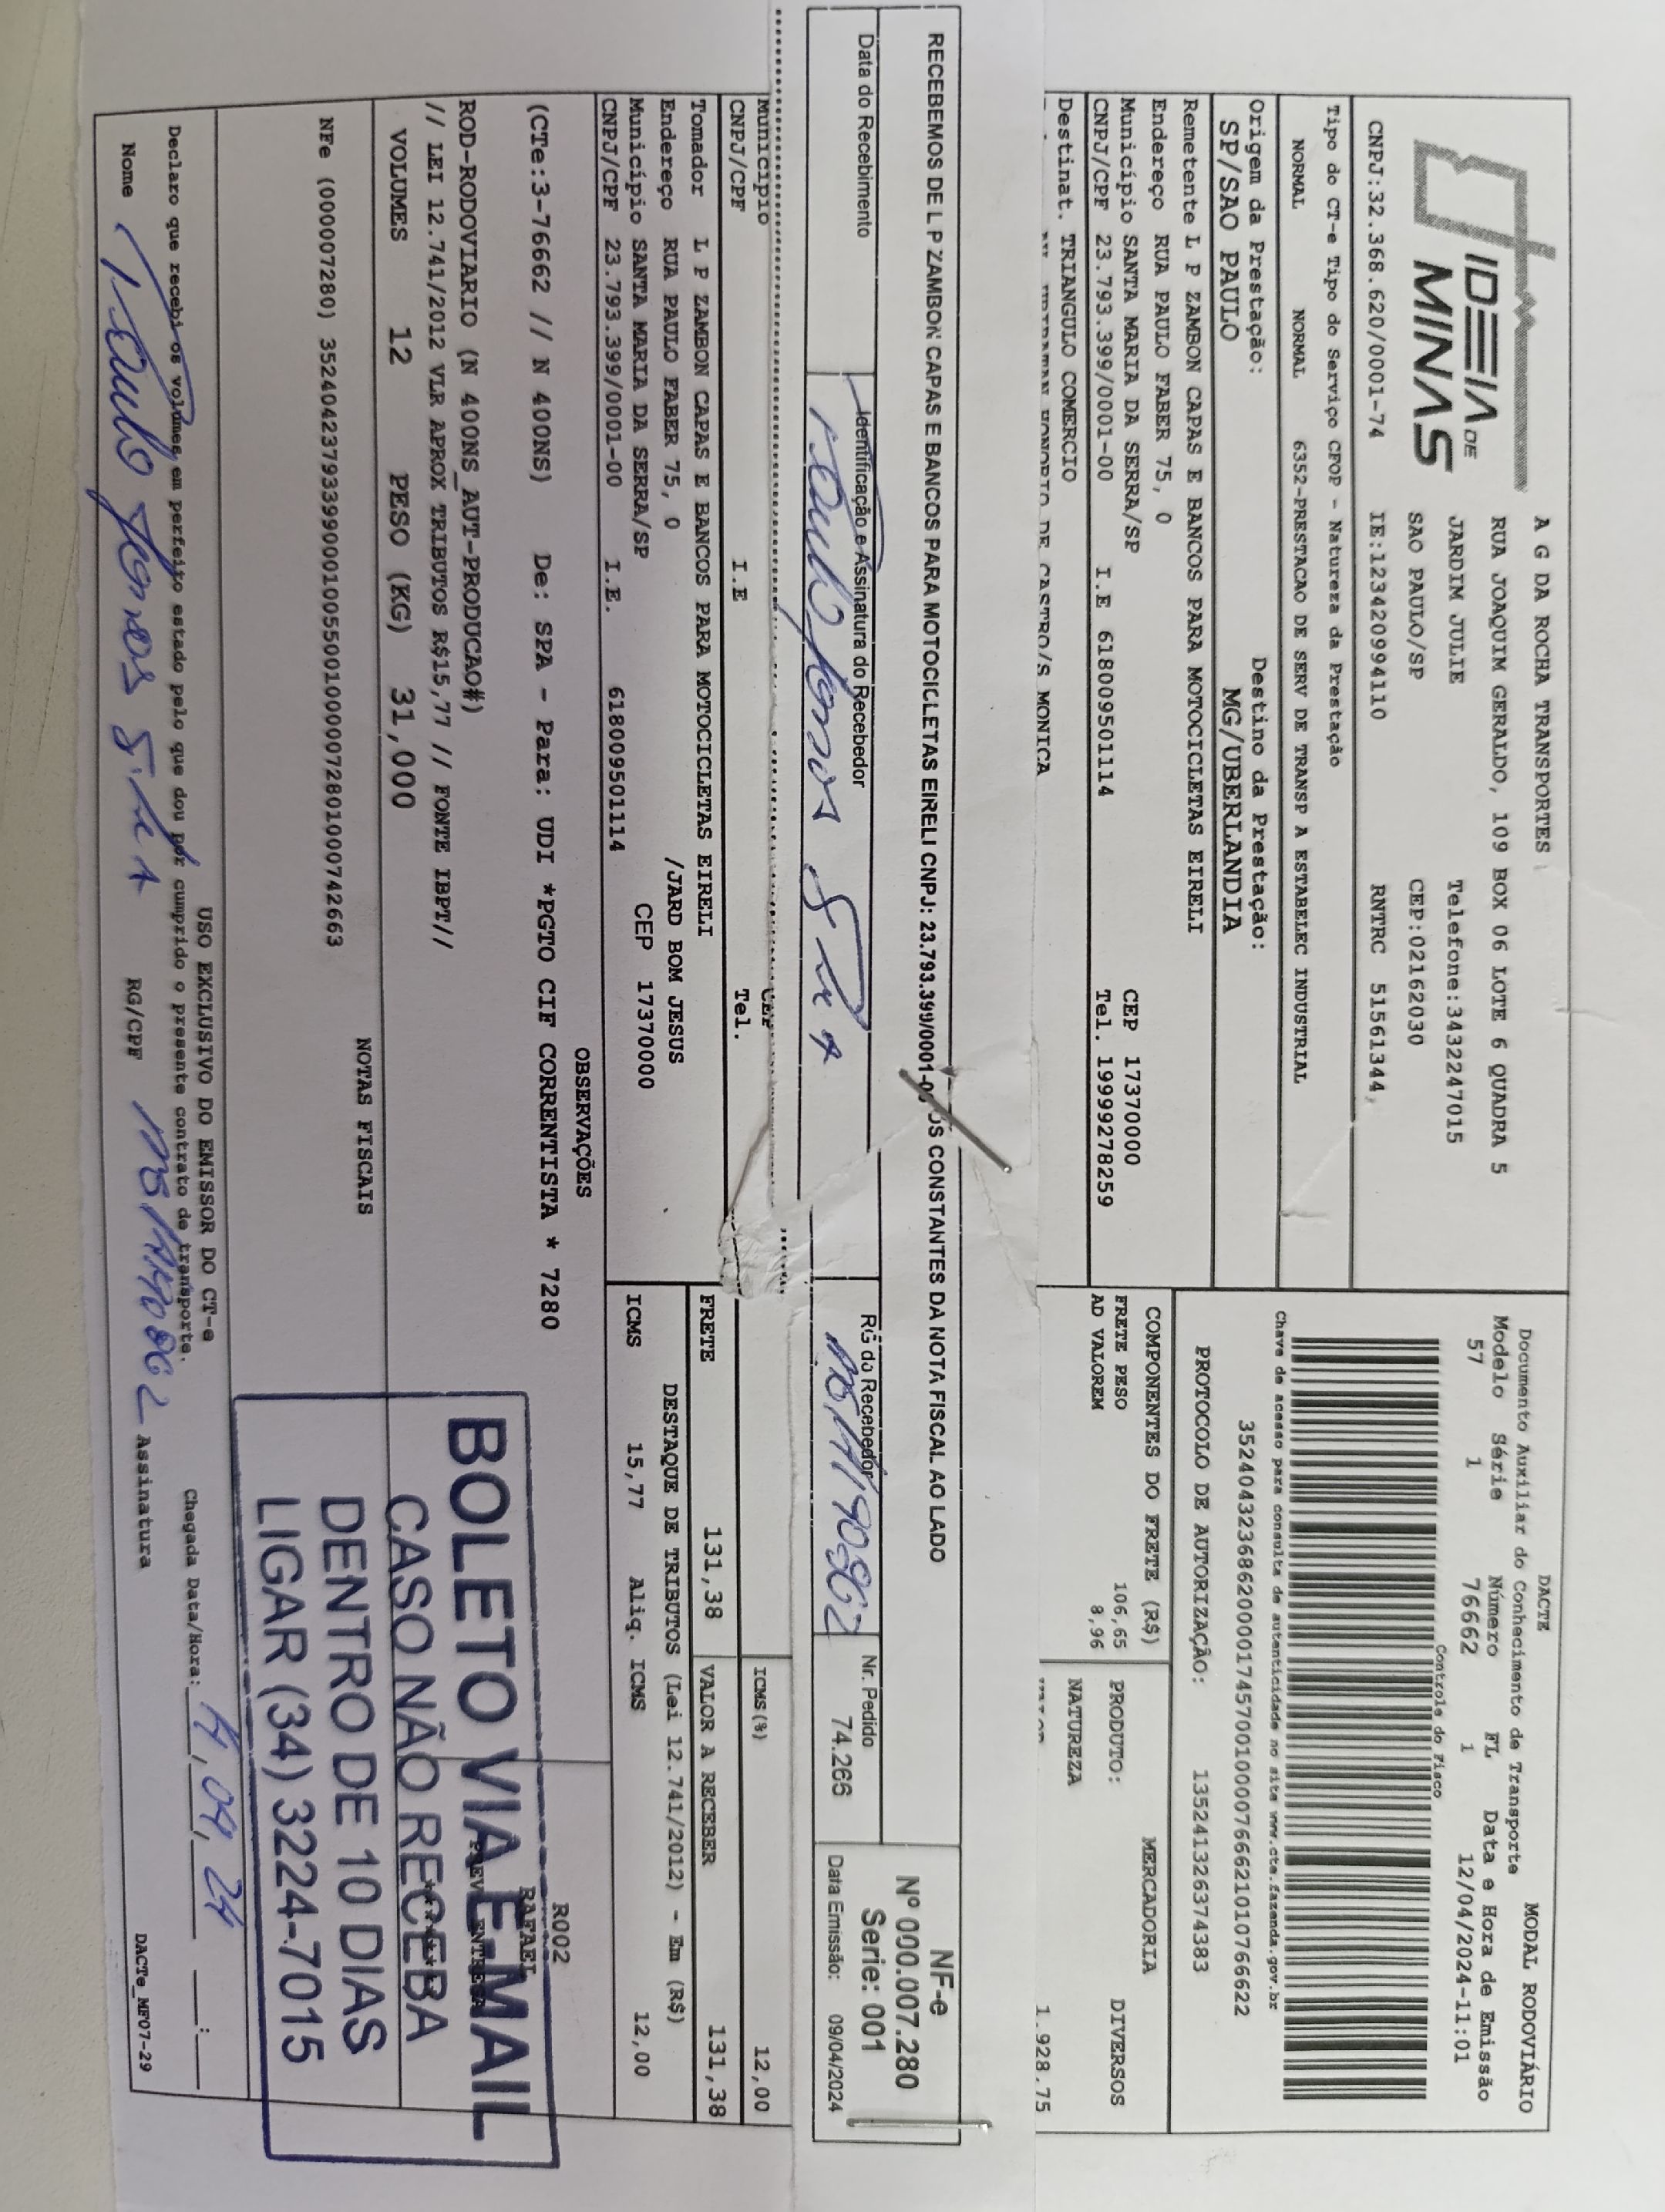 IDEIA DE
MINAS
A G DA ROCHA TRANSPORTES
RUA JOAQUIM GERALDO, 109 BOX 06 LOTE 6 QUADRA 5
JARDIM JULIE Telefone:3432247015
SAO PAULO/SP CEP:02162030
CNPJ:32.368.620/0001-74 IE:123420994110 RNTRC 51561344,
Tipo do CT-e Tipo do Serviço CFOP - Natureza da Prestação
NORMAL NORMAL 6352-PRESTACAO DE SERV DE TRANSP A ESTABELEC INDUSTRIAL
Origem da Prestação: Destino da Prestação:
SP/SAO PAULO MG/UBERLANDIA
Remetente L P ZAMBON CAPAS E BANCOS PARA MOTOCICLETAS EIRELI
Endereço RUA PAULO FABER 75, 0
Município SANTA MARIA DA SERRA/SP CEP 17370000
CNPJ/CPF 23.793.399/0001-00 I.E 618009501114 Tel. 19999278259
Destinat. TRIANGULO COMERCIO
HONORIO DE CASTRO/S MONICA
DACTE MODAL RODOVIÁRIO
Documento Auxiliar do Conhecimento de Transporte
Modelo Série Número FL Data e Hora de Emissão
57 1 76662 1 12/04/2024-11:01
Controle do Fisco
Chave de acesso para consulta de autenticidade no site www.cte.fazenda.gov.br
35240432368620000174570010000766621010766622
PROTOCOLO DE AUTORIZAÇÃO: 135241326374383
COMPONENTES DO FRETE (R$) MERCADORIA
FRETE PESO 106,65 PRODUTO: DIVERSOS
AD VALOREM 8,96
NATUREZA
1.928.75
RECEBEMOS DE L P ZAMBON CAPAS E BANCOS PARA MOTOCICLETAS EIRELI CNPJ: 23.793.399/0001-0 OS CONSTANTES DA NOTA FISCAL AO LADO
NF-e
Nº 000.007.280
Serie: 001
Data do Recebimento Identificação e Assinatura do Recebedor RG do Recebedor Nr. Pedido
74.266
Data Emissão: 09/04/2024
Município CEP
CNPJ/CPF I.E Tel.
ICMS(%) 12,00
Tomador L P ZAMBON CAPAS E BANCOS PARA MOTOCICLETAS EIRELI
Endereço RUA PAULO FABER 75, 0 /JARD BOM JESUS
Município SANTA MARIA DA SERRA/SP CEP 17370000
CNPJ/CPF 23.793.399/0001-00 I.E. 618009501114
FRETE 131,38 VALOR A RECEBER 131,38
DESTAQUE DE TRIBUTOS (Lei 12.741/2012) - Em (R$)
ICMS 15,77 Aliq. ICMS 12,00
OBSERVAÇÕES
(CTe:3-76662 // N 400NS) De: SPA - Para: UDI *PGTO CIF CORRENTISTA * 7280
R002
RAFAEL
ROD-RODOVIARIO (N 400NS_AUT-PRODUCAO#)
// LEI 12.741/2012 VLR APROX TRIBUTOS R$15,77 // FONTE IBPT//
PREV. ENTREGA
VOLUMES 12 PESO (KG) 31,000
NOTAS FISCAIS
NFe (000007280) 35240423793399000100550010000072801000742663
BOLETO VIA E-MAIL
CASO NÃO RECEBA
DENTRO DE 10 DIAS
LIGAR (34) 3224-7015
USO EXCLUSIVO DO EMISSOR DO CT-e
Declaro que recebi os volumes em perfeito estado pelo que dou por cumprido o presente contrato de transporte.
Chegada Data/Hora:
Nome RG/CPF Assinatura
DACTe_MF07-29